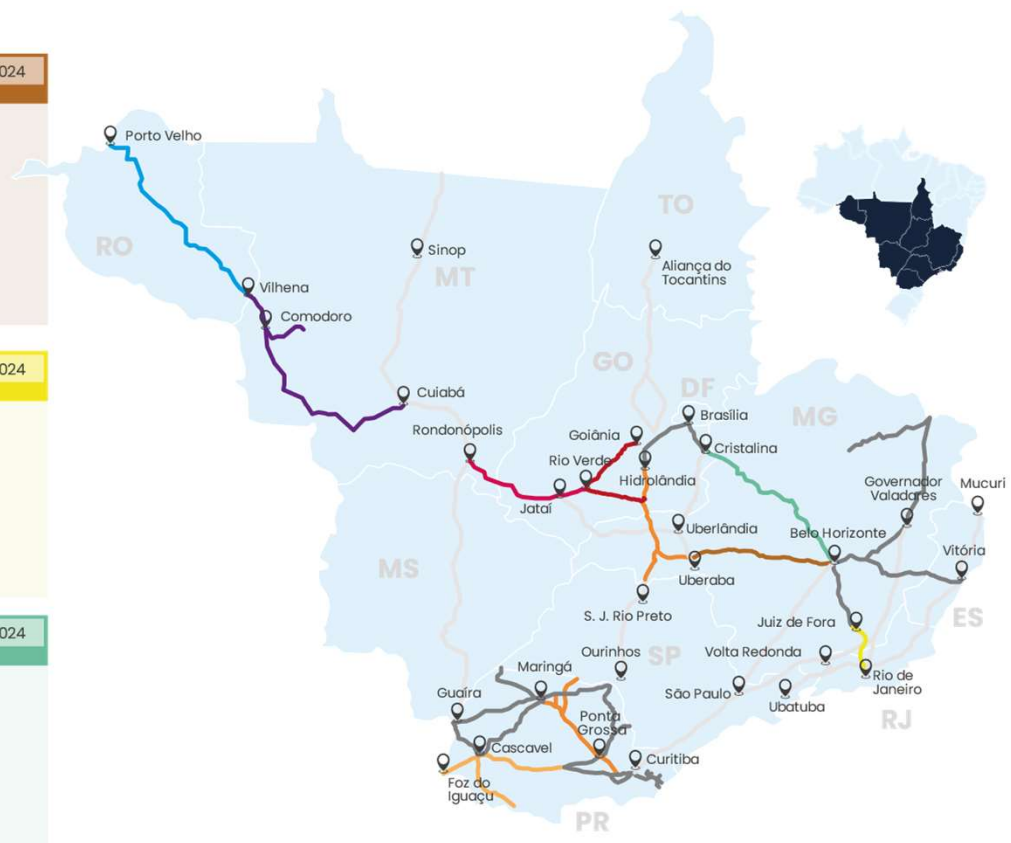 024
024
024
Porto Velho
RO
Vilhena
Comodoro
Sinop
MT
Cuiabá
Rondonópolis
TO
Aliança do
Tocantins
GO
DF
Brasília
MG
Goiânia
Cristalina
Rio Verde
Hidrolândia
Jataí
Governador
Valadares
Mucuri
Uberlândia
Belo Horizonte
Vitória
MS
Uberaba
S. J. Rio Preto
Juiz de Fora
ES
Ourinhos
SP
Volta Redonda
Maringá
Rio de
Janeiro
São Paulo
Ubatuba
RJ
Guaíra
Ponta
Grossa
Cascavel
Curitiba
Foz do
Iguaçu
PR